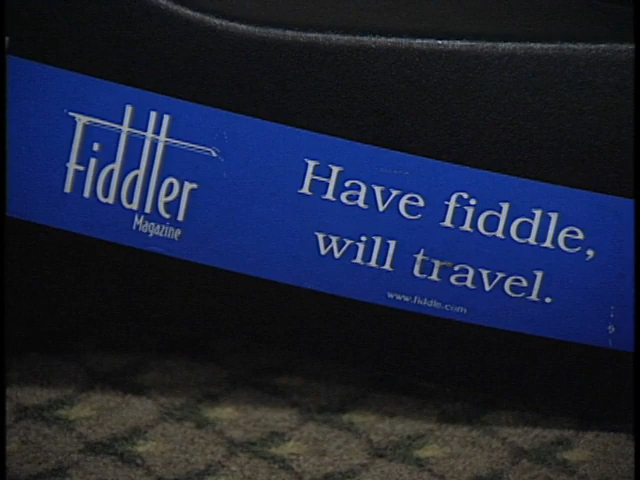 Fiddler
Magazine
Have fiddle,
will travel.
www.fiddle.com